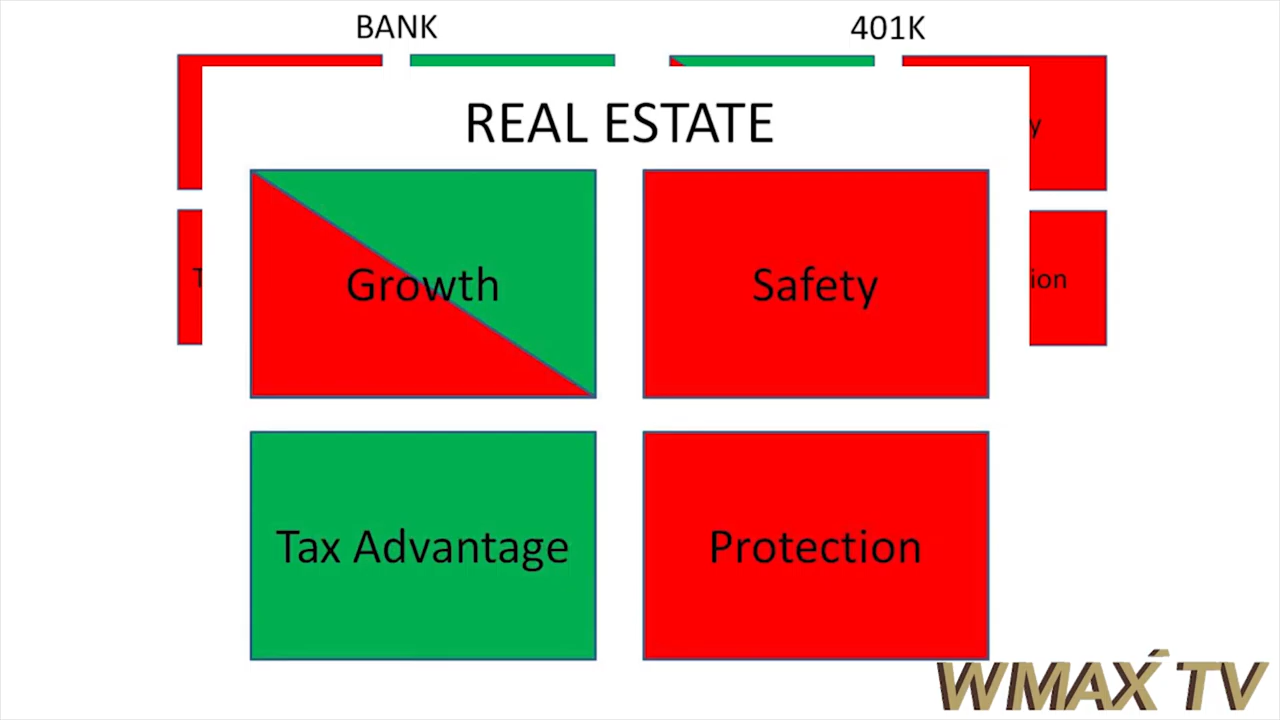 BANK
401K
REAL ESTATE
Growth
Safety
Tax Advantage
Protection
WMAX TV